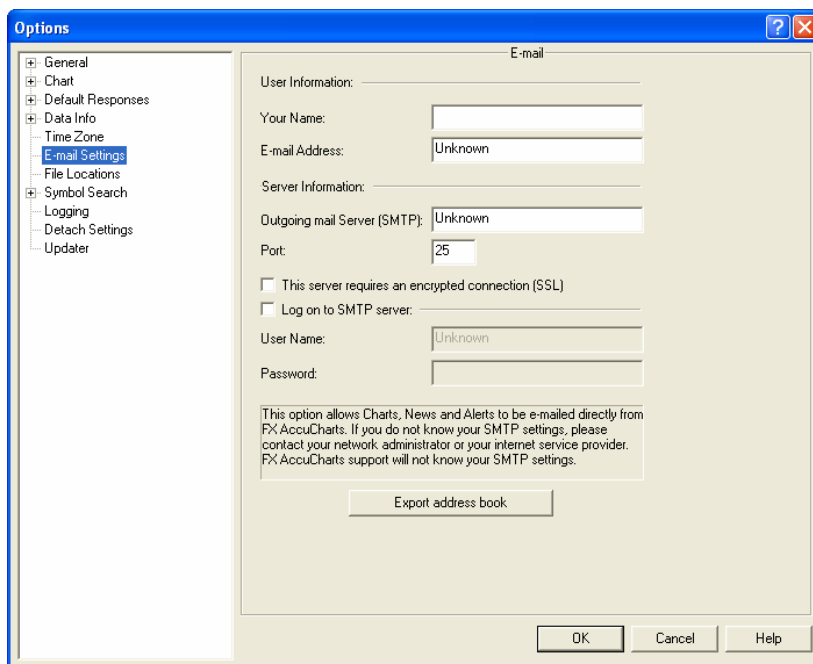 Options
General
Chart
Default Responses
Data Info
Time Zone
E-mail Settings
File Locations
Symbol Search
Logging
Detach Settings
Updater
E-mail
User Information:
Your Name:
E-mail Address: Unknown
Server Information:
Outgoing mail Server (SMTP): Unknown
Port: 25
This server requires an encrypted connection (SSL)
Log on to SMTP server:
User Name: Unknown
Password:
This option allows Charts, News and Alerts to be e-mailed directly from
FX AccuCharts. If you do not know your SMTP settings, please
contact your network administrator or your internet service provider.
FX AccuCharts support will not know your SMTP settings.
Export address book
OK Cancel Help